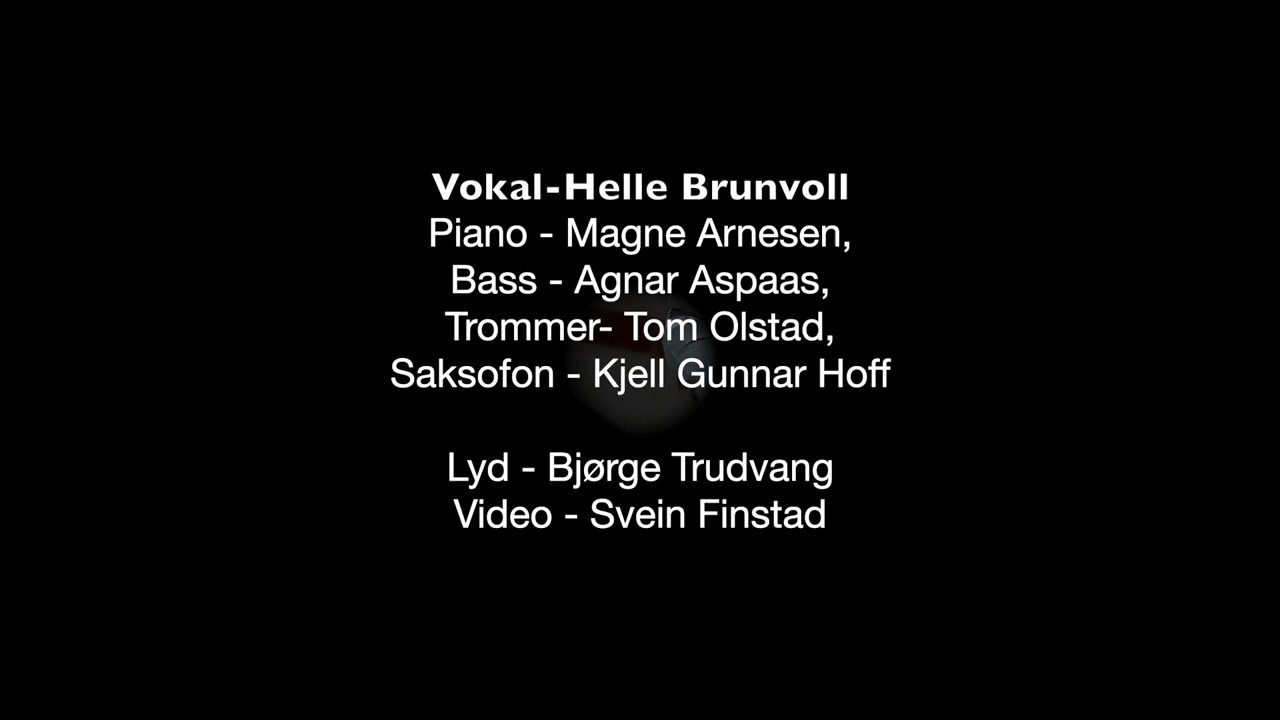 Vokal-Helle Brunvoll
Piano - Magne Arnesen,
Bass - Agnar Aspaas,
Trommer- Tom Olstad,
Saksofon - Kjell Gunnar Hoff
Lyd - Bjørge Trudvang
Video - Svein Finstad